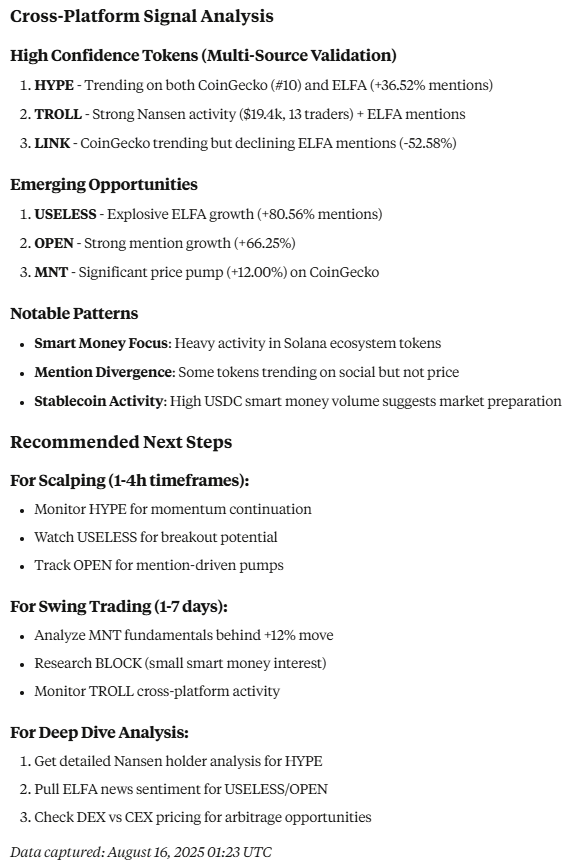 Cross-Platform Signal Analysis
High Confidence Tokens (Multi-Source Validation)
1. HYPE - Trending on both CoinGecko (#10) and ELFA (+36.52% mentions)
2. TROLL - Strong Nansen activity ($19.4k, 13 traders) + ELFA mentions
3. LINK - CoinGecko trending but declining ELFA mentions (-52.58%)
Emerging Opportunities
1. USELESS - Explosive ELFA growth (+80.56% mentions)
2. OPEN - Strong mention growth (+66.25%)
3. MNT - Significant price pump (+12.00%) on CoinGecko
Notable Patterns
• Smart Money Focus: Heavy activity in Solana ecosystem tokens
• Mention Divergence: Some tokens trending on social but not price
• Stablecoin Activity: High USDC smart money volume suggests market preparation
Recommended Next Steps
For Scalping (1-4h timeframes):
• Monitor HYPE for momentum continuation
• Watch USELESS for breakout potential
• Track OPEN for mention-driven pumps
For Swing Trading (1-7 days):
• Analyze MNT fundamentals behind +12% move
• Research BLOCK (small smart money interest)
• Monitor TROLL cross-platform activity
For Deep Dive Analysis:
1. Get detailed Nansen holder analysis for HYPE
2. Pull ELFA news sentiment for USELESS/OPEN
3. Check DEX vs CEX pricing for arbitrage opportunities
Data captured: August 16, 2025 01:23 UTC